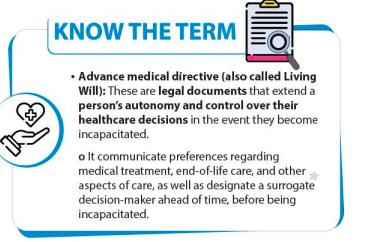 KNOW THE TERM
• Advance medical directive (also called Living
Will): These are legal documents that extend a
person's autonomy and control over their
healthcare decisions in the event they become
incapacitated.
o It communicate preferences regarding
medical treatment, end-of-life care, and other
aspects of care, as well as designate a surrogate
decision-maker ahead of time, before being
incapacitated.